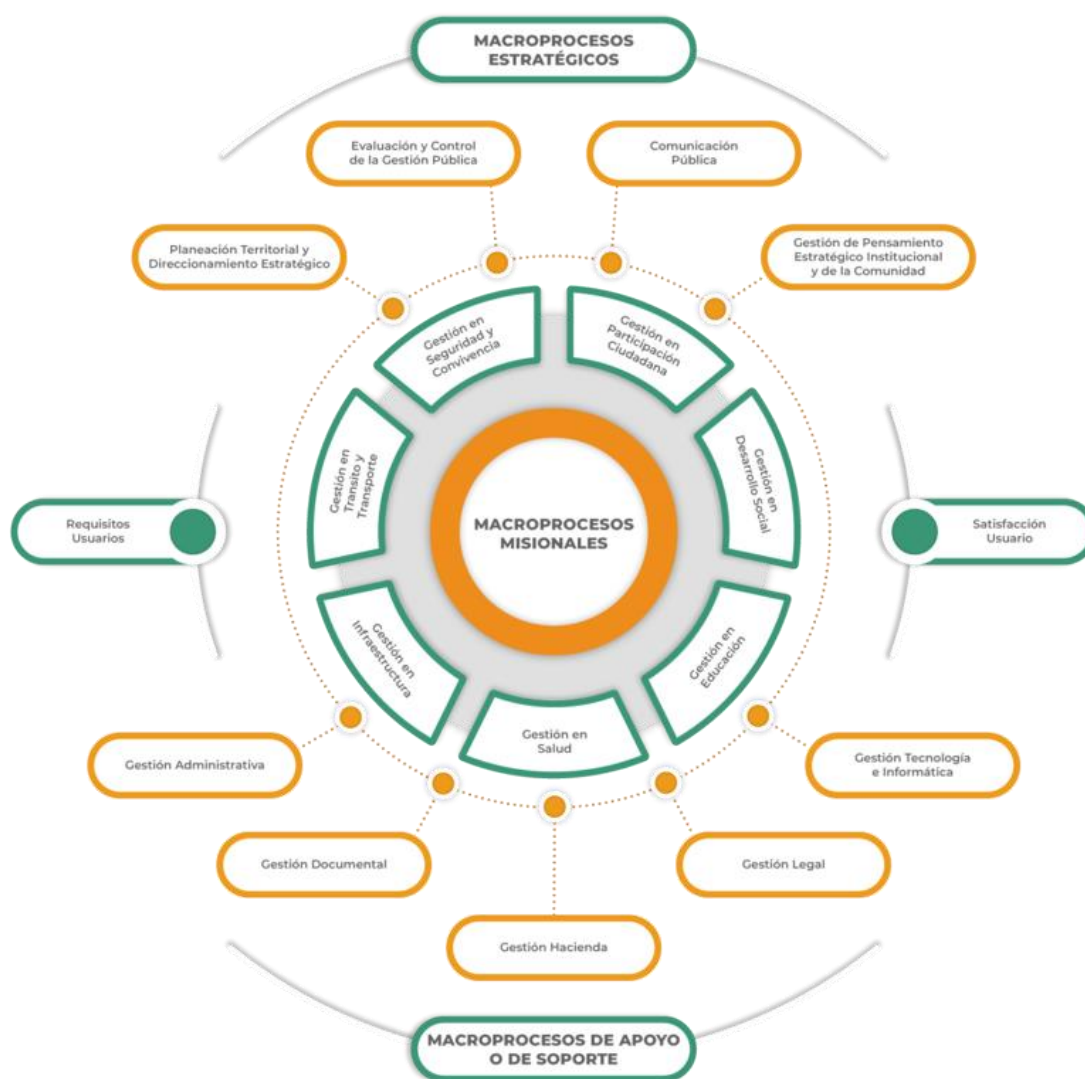 MACROPROCESOS
ESTRATÉGICOS
Evaluación y Control
de la Gestión Pública
Comunicación
Pública
Planeación Territorial y
Direccionamiento Estratégico
Gestión de Pensamiento
Estratégico Institucional
y de la Comunidad
Gestión en
Seguridad y
Convivencia
Gestión en
Participación
Ciudadana
Gestión en
Transito y
Transporte
Gestión en
Desarrollo Social
Requisitos
Usuarios
MACROPROCESOS
MISIONALES
Satisfacción
Usuario
Gestión en
Infraestructura
Gestión en
Educación
Gestión en
Salud
Gestión Administrativa
Gestión Tecnología
e Informática
Gestión Documental
Gestión Legal
Gestión Hacienda
MACROPROCESOS DE APOYO
O DE SOPORTE